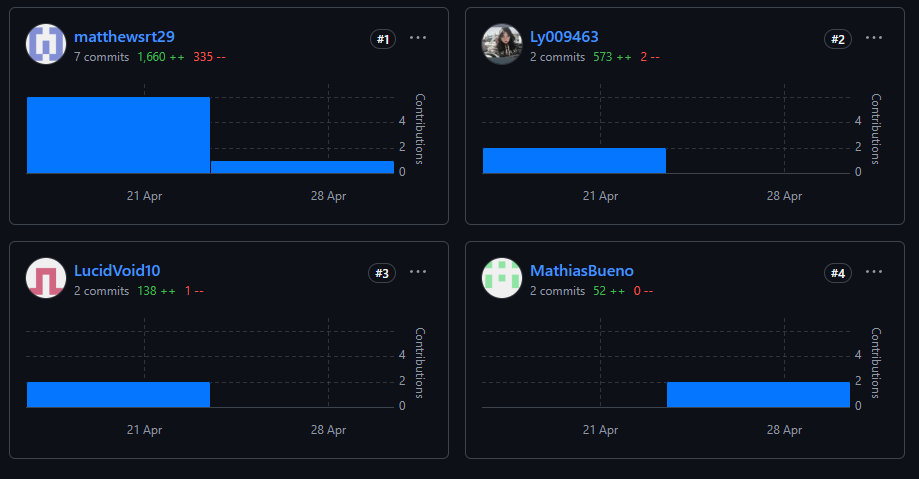 matthewsrt29
#1
7 commits 1,660 ++ 335 --
4
2
0
Contributions
21 Apr 28 Apr
Ly009463
#2
2 commits 573 ++ 2 --
4
2
0
Contributions
21 Apr 28 Apr
LucidVoid10
#3
2 commits 138 ++ 1 --
4
2
0
Contributions
21 Apr 28 Apr
MathiasBueno
#4
2 commits 52 ++ 0 --
4
2
0
Contributions
21 Apr 28 Apr